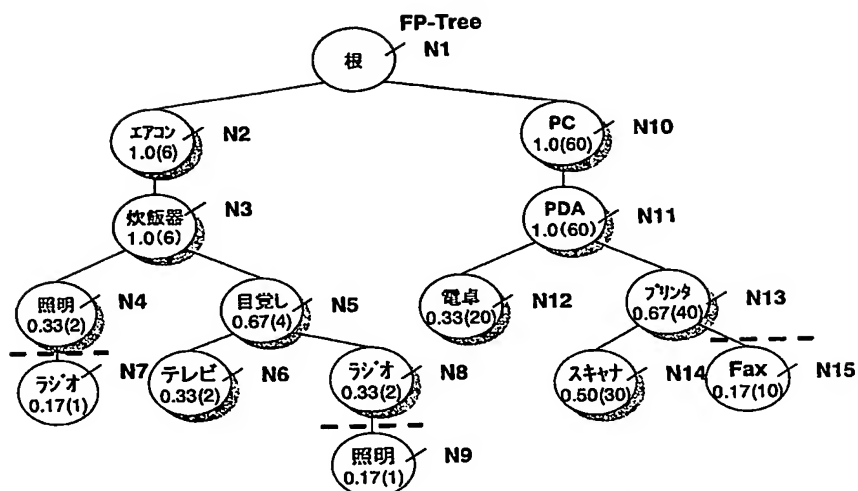 FP-Tree
根
N1
エアコン
1.0(6)
N2
PC
1.0(60)
N10
炊飯器
1.0(6)
N3
PDA
1.0(60)
N11
照明
0.33(2)
N4
目覚し
0.67(4)
N5
電卓
0.33(20)
N12
プリンタ
0.67(40)
N13
ラジオ
0.17(1)
N7
テレビ
0.33(2)
N6
ラジオ
0.33(2)
N8
スキャナ
0.50(30)
N14
Fax
0.17(10)
N15
照明
0.17(1)
N9